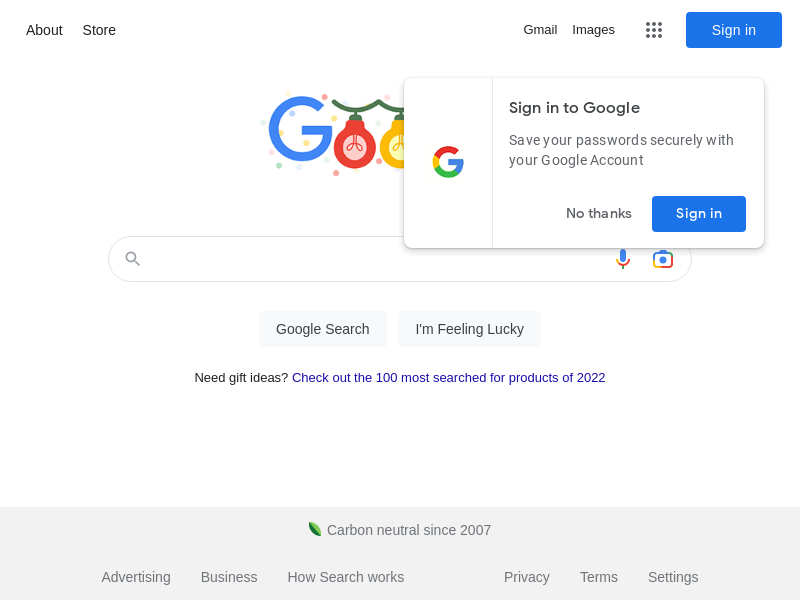 About Store Gmail Images Sign in
Sign in to Google
Save your passwords securely with
your Google Account
No thanks Sign in
Google Search I'm Feeling Lucky
Need gift ideas? Check out the 100 most searched for products of 2022
Carbon neutral since 2007
Advertising Business How Search works Privacy Terms Settings